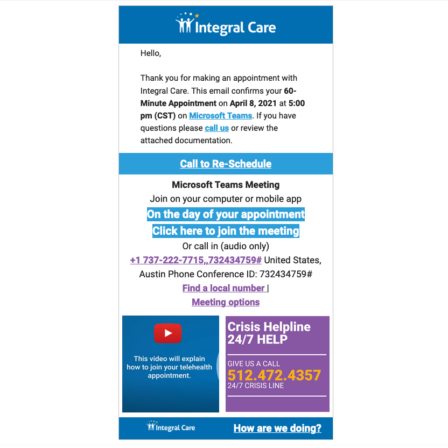 Integral Care
Hello,
Thank you for making an appointment with
Integral Care. This email confirms your 60-
Minute Appointment on April 8, 2021 at 5:00
pm (CST) on Microsoft Teams. If you have
questions please call us or review the
attached documentation.
Call to Re-Schedule
Microsoft Teams Meeting
Join on your computer or mobile app
On the day of your appointment
Click here to join the meeting
Or call in (audio only)
+1 737-222-7715,,732434759# United States,
Austin Phone Conference ID: 732434759#
Find a local number |
Meeting options
This video will explain
how to join your telehealth
appointment.
Crisis Helpline
24/7 HELP
GIVE US A CALL
512.472.4357
24/7 CRISIS LINE
Integral Care
How are we doing?